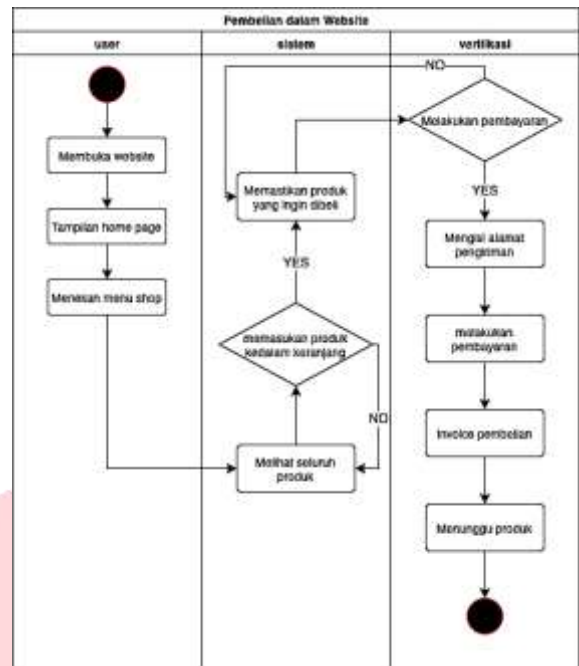 Pembelian dalam Website
user
sistem
verifikasi
Membuka website
Tampilan home page
Menekan menu shop
NO
Memastikan produk
yang ingin dibeli
YES
memasukan produk
kedalam keranjang
NO
Melihat seluruh
produk
Melakukan pembayaran
YES
Mengisi alamat
pengiriman
melakukan
pembayaran
Invoice pembelian
Menunggu produk